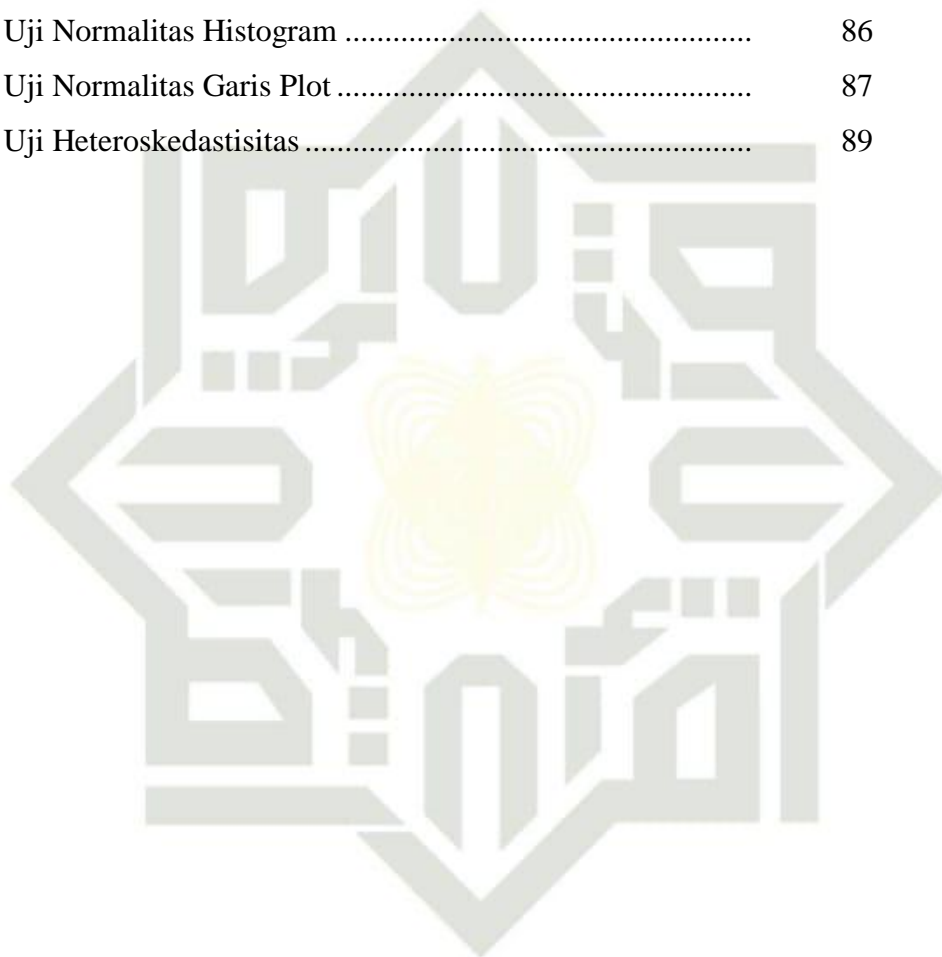 Uji Normalitas Histogram ................................................... 86
Uji Normalitas Garis Plot .................................................... 87
Uji Heteroskedastisitas ........................................................ 89